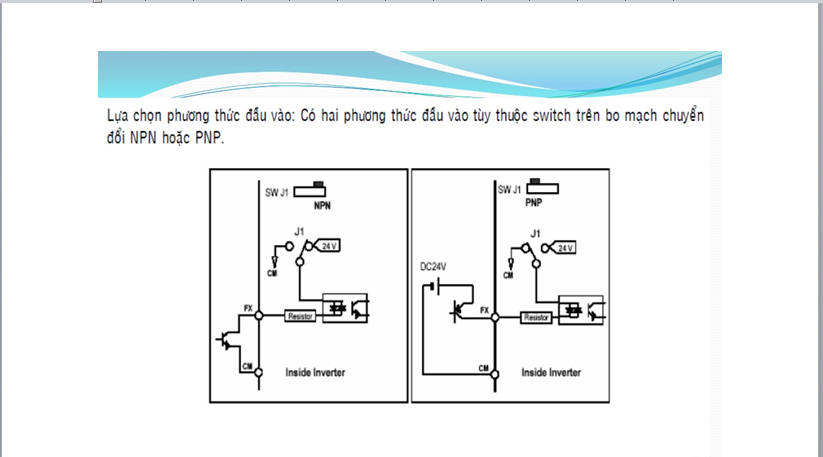 Lựa chọn phương thức đầu vào: Có hai phương thức đầu vào tùy thuộc switch trên bo mạch chuyển
đổi NPN hoặc PNP.
SW J1
NPN
J1
24 V
CM
FX
Resistor
CM
Inside Inverter
SW J1
PNP
J1
24 V
CM
DC24V
FX
Resistor
CM
Inside Inverter